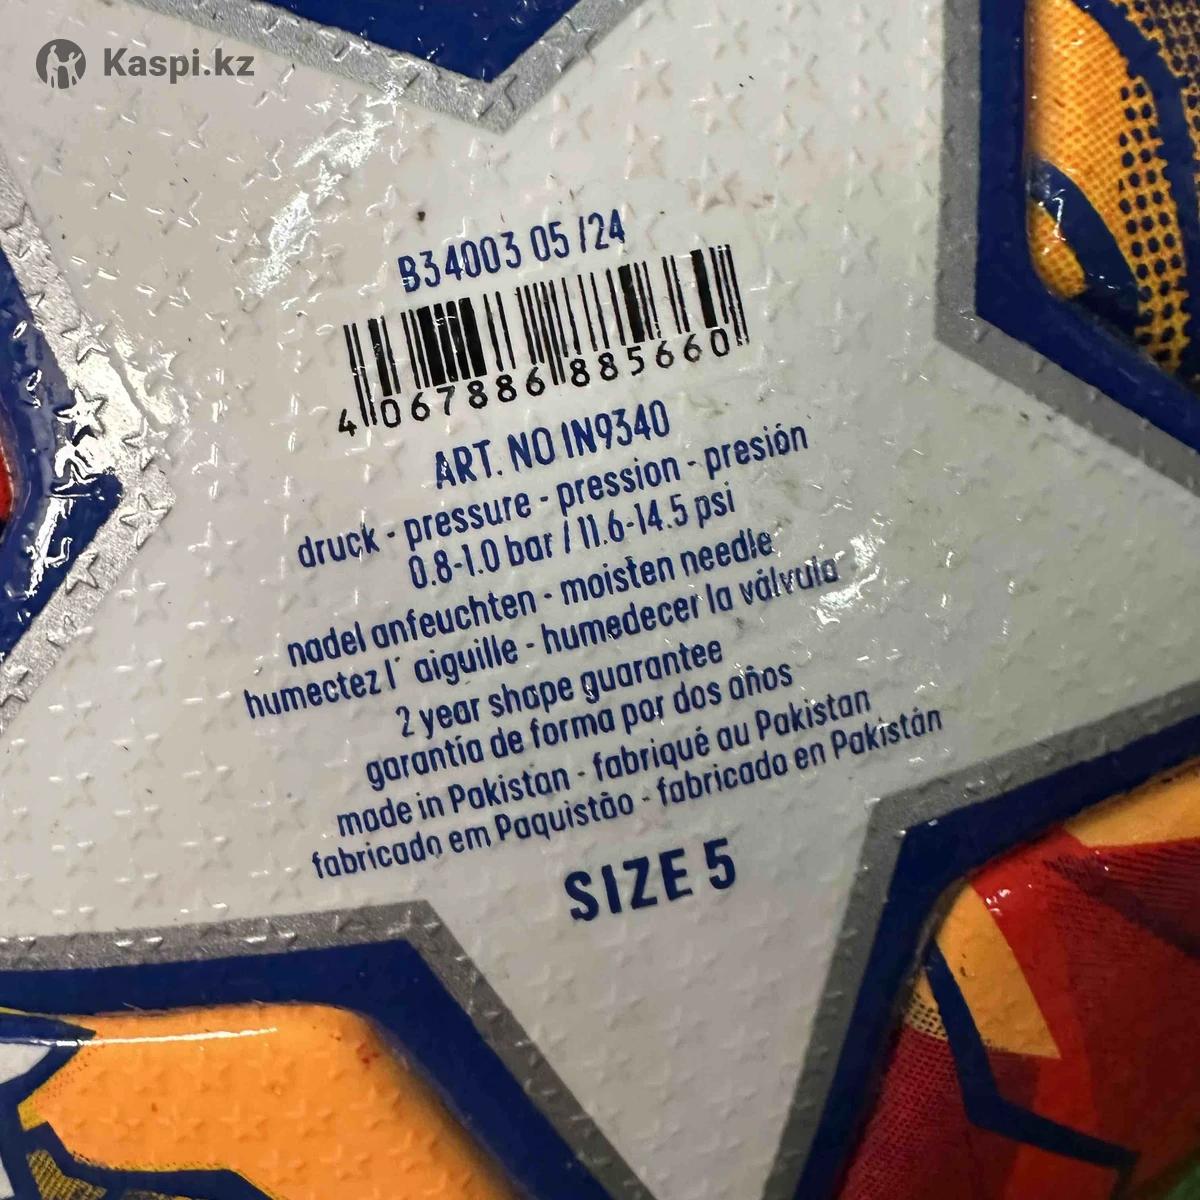 Kaspi.kz
B34003 05 /24
4 067886 885660
ART. NO IN9340
druck - pressure - pression - presión
0.8-1.0 bar / 11.6-14.5 psi
nadel anfeuchten - moisten needle
humectez l´ aiguille - humedecer la válvula
2 year shape guarantee
garantía de forma por dos años
made in Pakistan - fabriqué au Pakistan
fabricado em Paquistão - fabricado en Pakistán
SIZE 5